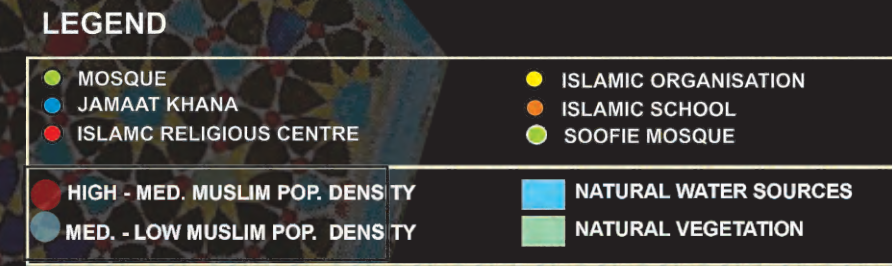 LEGEND
MOSQUE
JAMAAT KHANA
ISLAMC RELIGIOUS CENTRE
ISLAMIC ORGANISATION
ISLAMIC SCHOOL
SOOFIE MOSQUE
HIGH - MED. MUSLIM POP. DENSITY
MED. - LOW MUSLIM POP. DENSITY
NATURAL WATER SOURCES
NATURAL VEGETATION